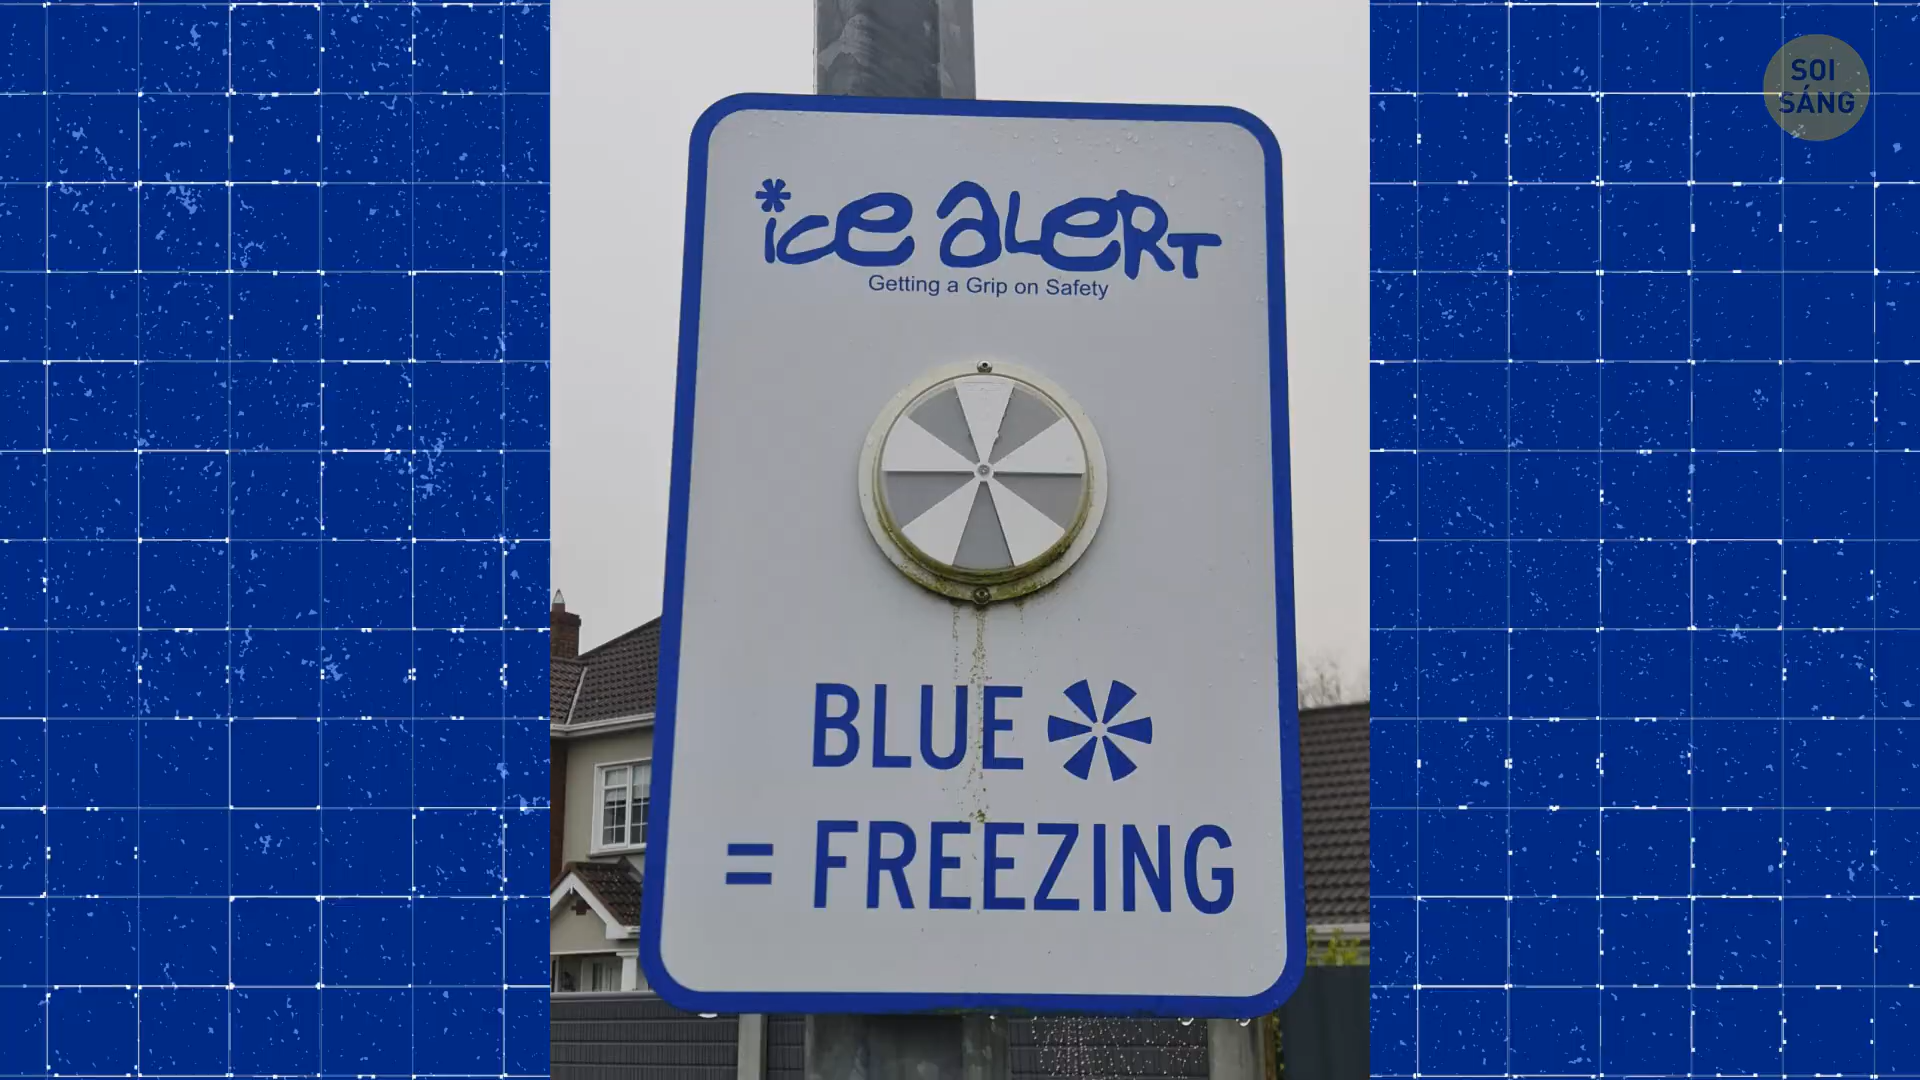 SOI
SÁNG
ice aLeRT
Getting a Grip on Safety
BLUE
= FREEZING